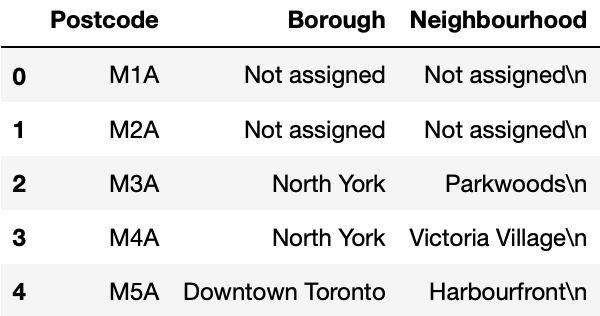 Postcode Borough Neighbourhood
0 M1A Not assigned Not assigned\n
1 M2A Not assigned Not assigned\n
2 M3A North York Parkwoods\n
3 M4A North York Victoria Village\n
4 M5A Downtown Toronto Harbourfront\n